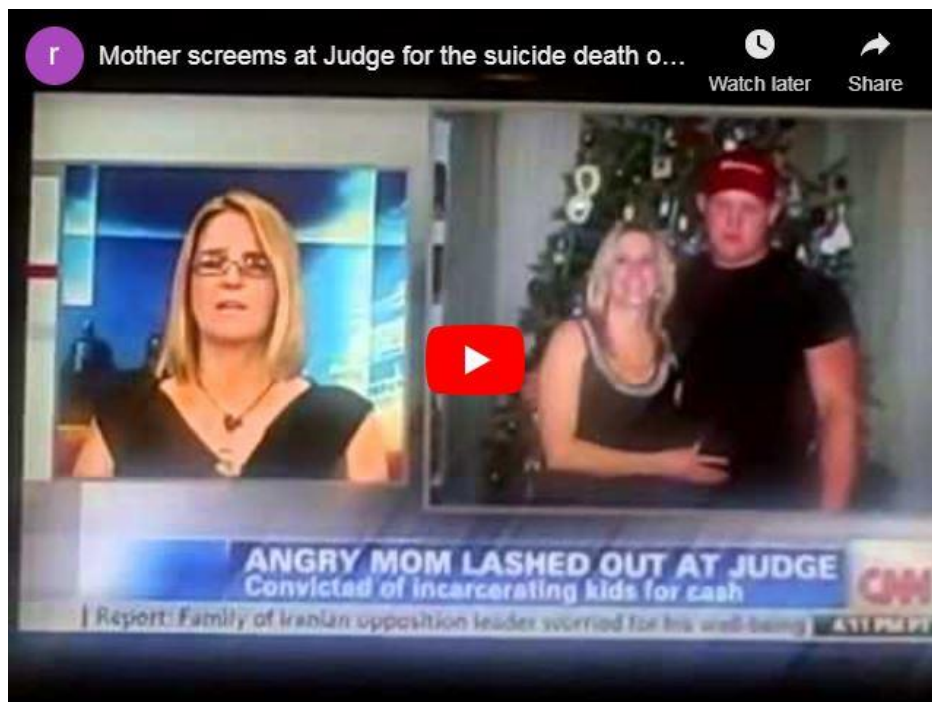 r
Mother screems at Judge for the suicide death o...
Watch later
Share
ANGRY MOM LASHED OUT AT JUDGE
Convicted of incarcerating kids for cash
CNN
Report: Family of Iranian opposition leader worried for his well-being